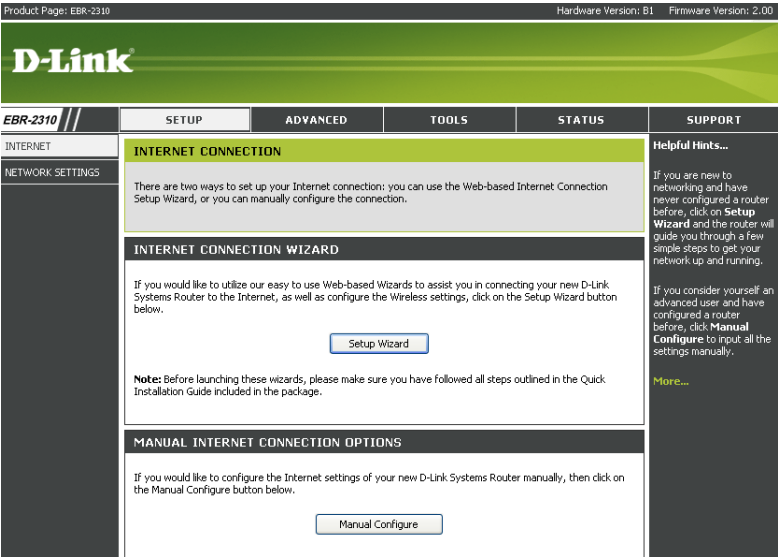 Product Page: EBR-2310
Hardware Version: B1 Firmware Version: 2.00
D-Link®
EBR-2310
SETUP
ADVANCED
TOOLS
STATUS
SUPPORT
INTERNET
NETWORK SETTINGS
INTERNET CONNECTION
There are two ways to set up your Internet connection: you can use the Web-based Internet Connection
Setup Wizard, or you can manually configure the connection.
INTERNET CONNECTION WIZARD
If you would like to utilize our easy to use Web-based Wizards to assist you in connecting your new D-Link
Systems Router to the Internet, as well as configure the Wireless settings, click on the Setup Wizard button
below.
Setup Wizard
Note: Before launching these wizards, please make sure you have followed all steps outlined in the Quick
Installation Guide included in the package.
MANUAL INTERNET CONNECTION OPTIONS
If you would like to configure the Internet settings of your new D-Link Systems Router manually, then click on
the Manual Configure button below.
Manual Configure
Helpful Hints...
If you are new to
networking and have
never configured a router
before, click on Setup
Wizard and the router will
guide you through a few
simple steps to get your
network up and running.
If you consider yourself an
advanced user and have
configured a router
before, click Manual
Configure to input all the
settings manually.
More...